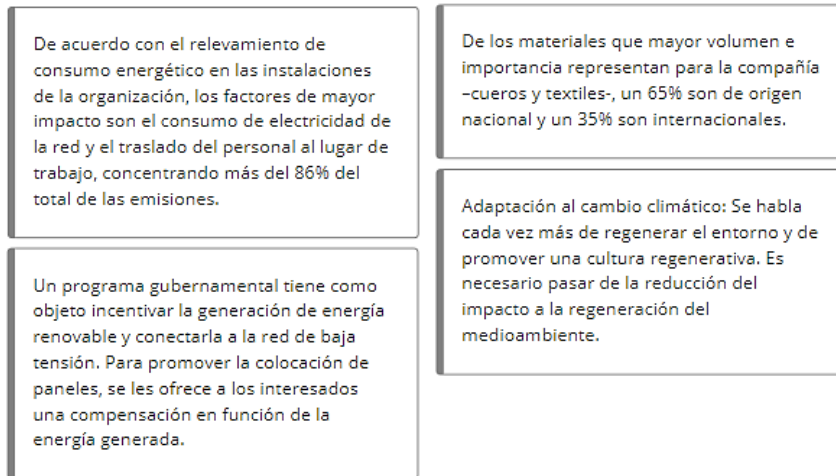 De acuerdo con el relevamiento de
consumo energético en las instalaciones
de la organización, los factores de mayor
impacto son el consumo de electricidad de
la red y el traslado del personal al lugar de
trabajo, concentrando más del 86% del
total de las emisiones.
Un programa gubernamental tiene como
objeto incentivar la generación de energía
renovable y conectarla a la red de baja
tensión. Para promover la colocación de
paneles, se les ofrece a los interesados
una compensación en función de la
energía generada.
De los materiales que mayor volumen e
importancia representan para la compañía
–cueros y textiles-, un 65% son de origen
nacional y un 35% son internacionales.
Adaptación al cambio climático: Se habla
cada vez más de regenerar el entorno y de
promover una cultura regenerativa. Es
necesario pasar de la reducción del
impacto a la regeneración del
medioambiente.